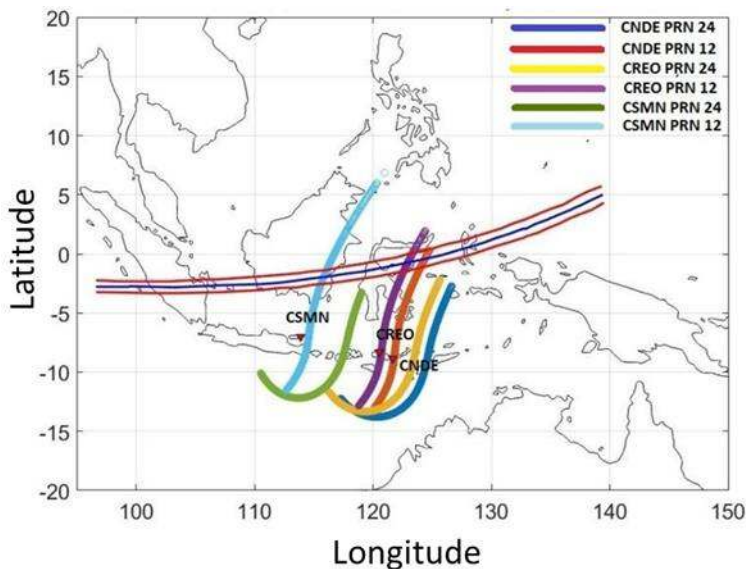 20
15
10
5
0
-5
-10
-15
-20
Latitude
CNDE PRN 24
CNDE PRN 12
CREO PRN 24
CREO PRN 12
CSMN PRN 24
CSMN PRN 12
CSMN
CREO
CNDE
100 110 120 130 140 150
Longitude